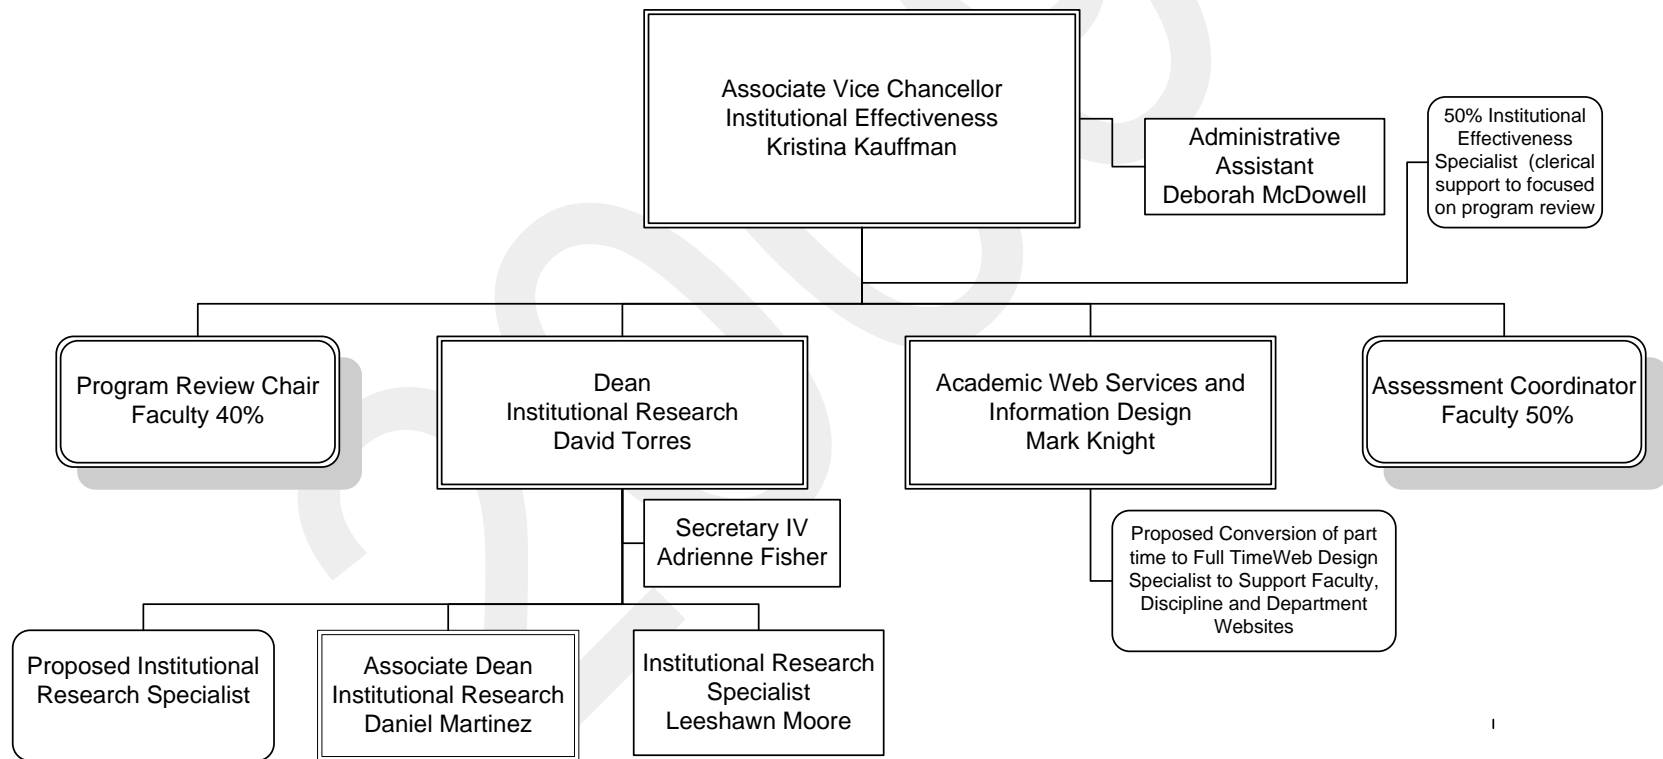 Associate Vice Chancellor
Institutional Effectiveness
Kristina Kauffman
Administrative
Assistant
Deborah McDowell
50% Institutional
Effectiveness
Specialist (clerical
support to focused
on program review
Program Review Chair
Faculty 40%
Dean
Institutional Research
David Torres
Academic Web Services and
Information Design
Mark Knight
Assessment Coordinator
Faculty 50%
Secretary IV
Adrienne Fisher
Proposed Conversion of part
time to Full TimeWeb Design
Specialist to Support Faculty,
Discipline and Department
Websites
Proposed Institutional
Research Specialist
Associate Dean
Institutional Research
Daniel Martinez
Institutional Research
Specialist
Leeshawn Moore